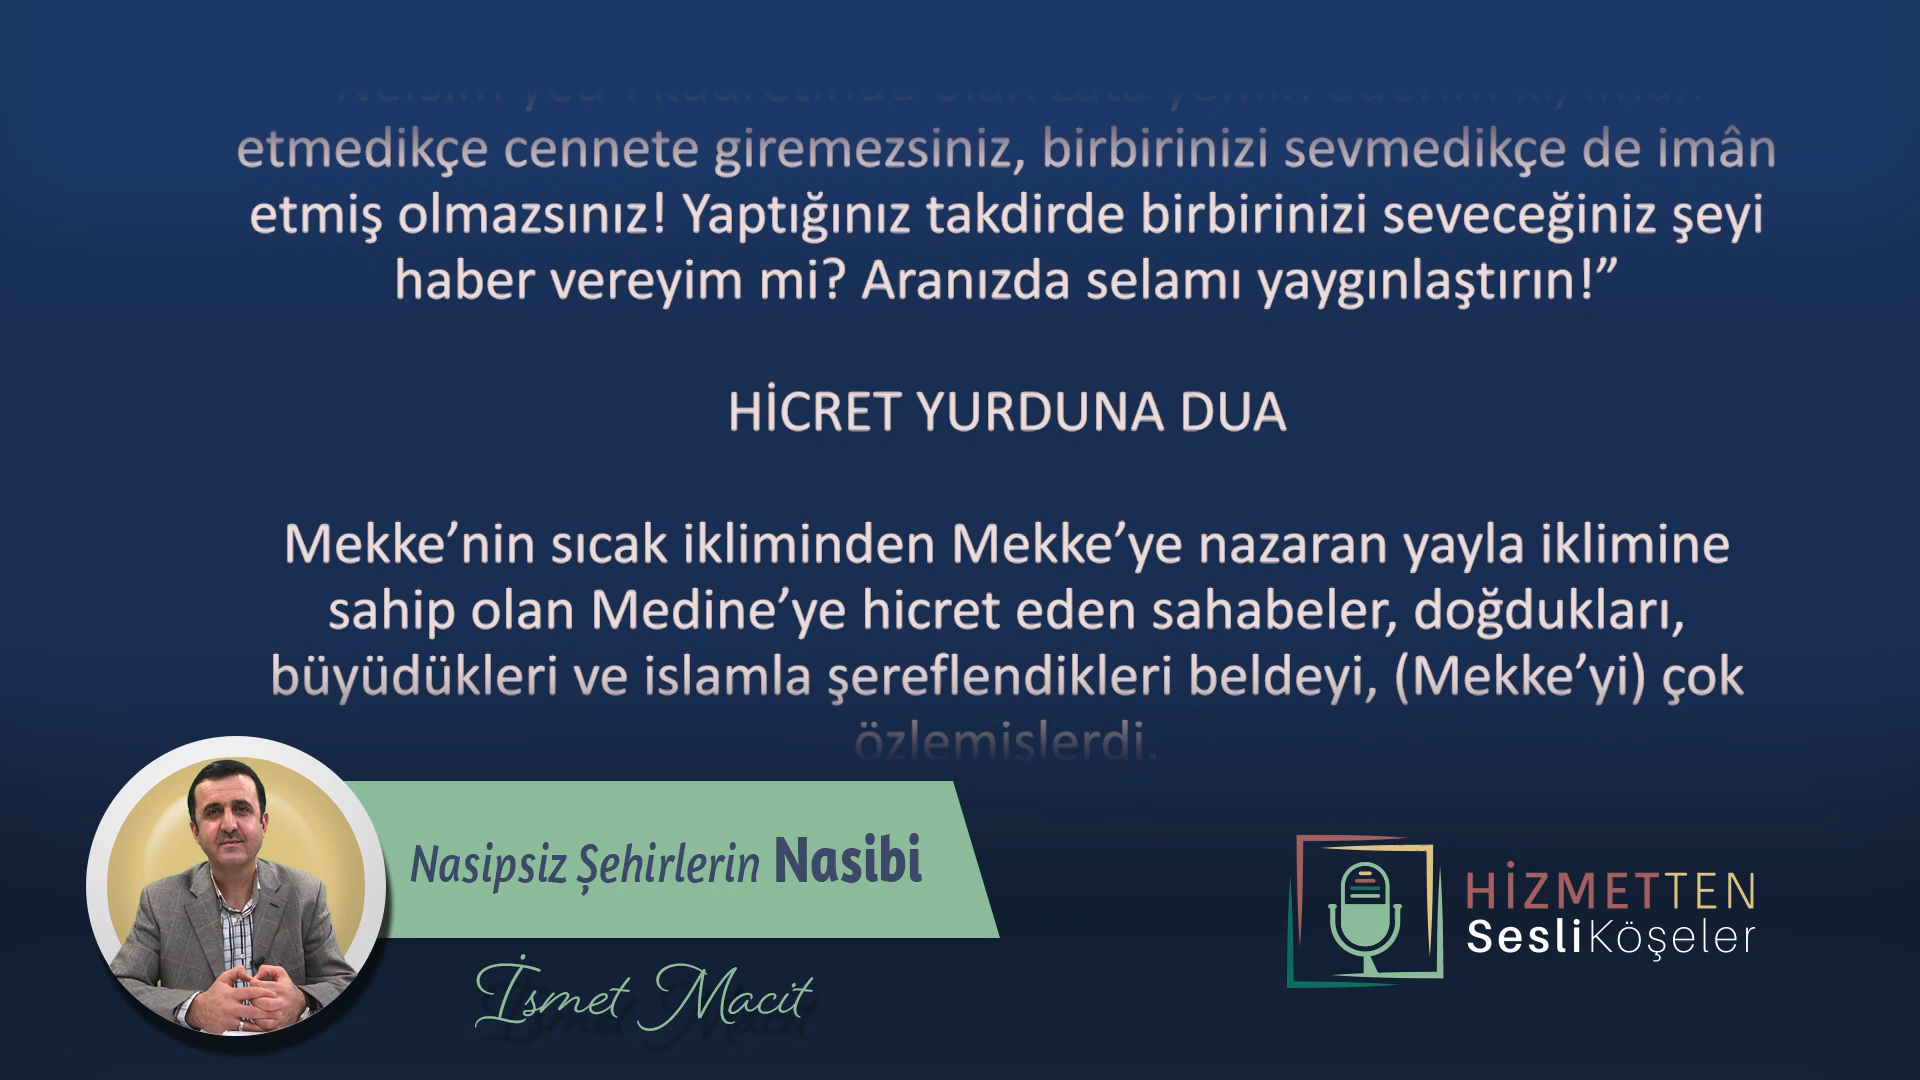 etmedikçe cennete giremezsiniz, birbirinizi sevmedikçe de imân
etmiş olmazsınız! Yaptığınız takdirde birbirinizi seveceğiniz şeyi
haber vereyim mi? Aranızda selamı yaygınlaştırın!”
HİCRET YURDUNA DUA
Mekke’nin sıcak ikliminden Mekke’ye nazaran yayla iklimine
sahip olan Medine’ye hicret eden sahabeler, doğdukları,
büyüdükleri ve islamla şereflendikleri beldeyi, (Mekke’yi) çok
özlemişlerdi.
Nasipsiz Şehirlerin Nasibi
İsmet Macit
HİZMETTEN
SesliKöşeler